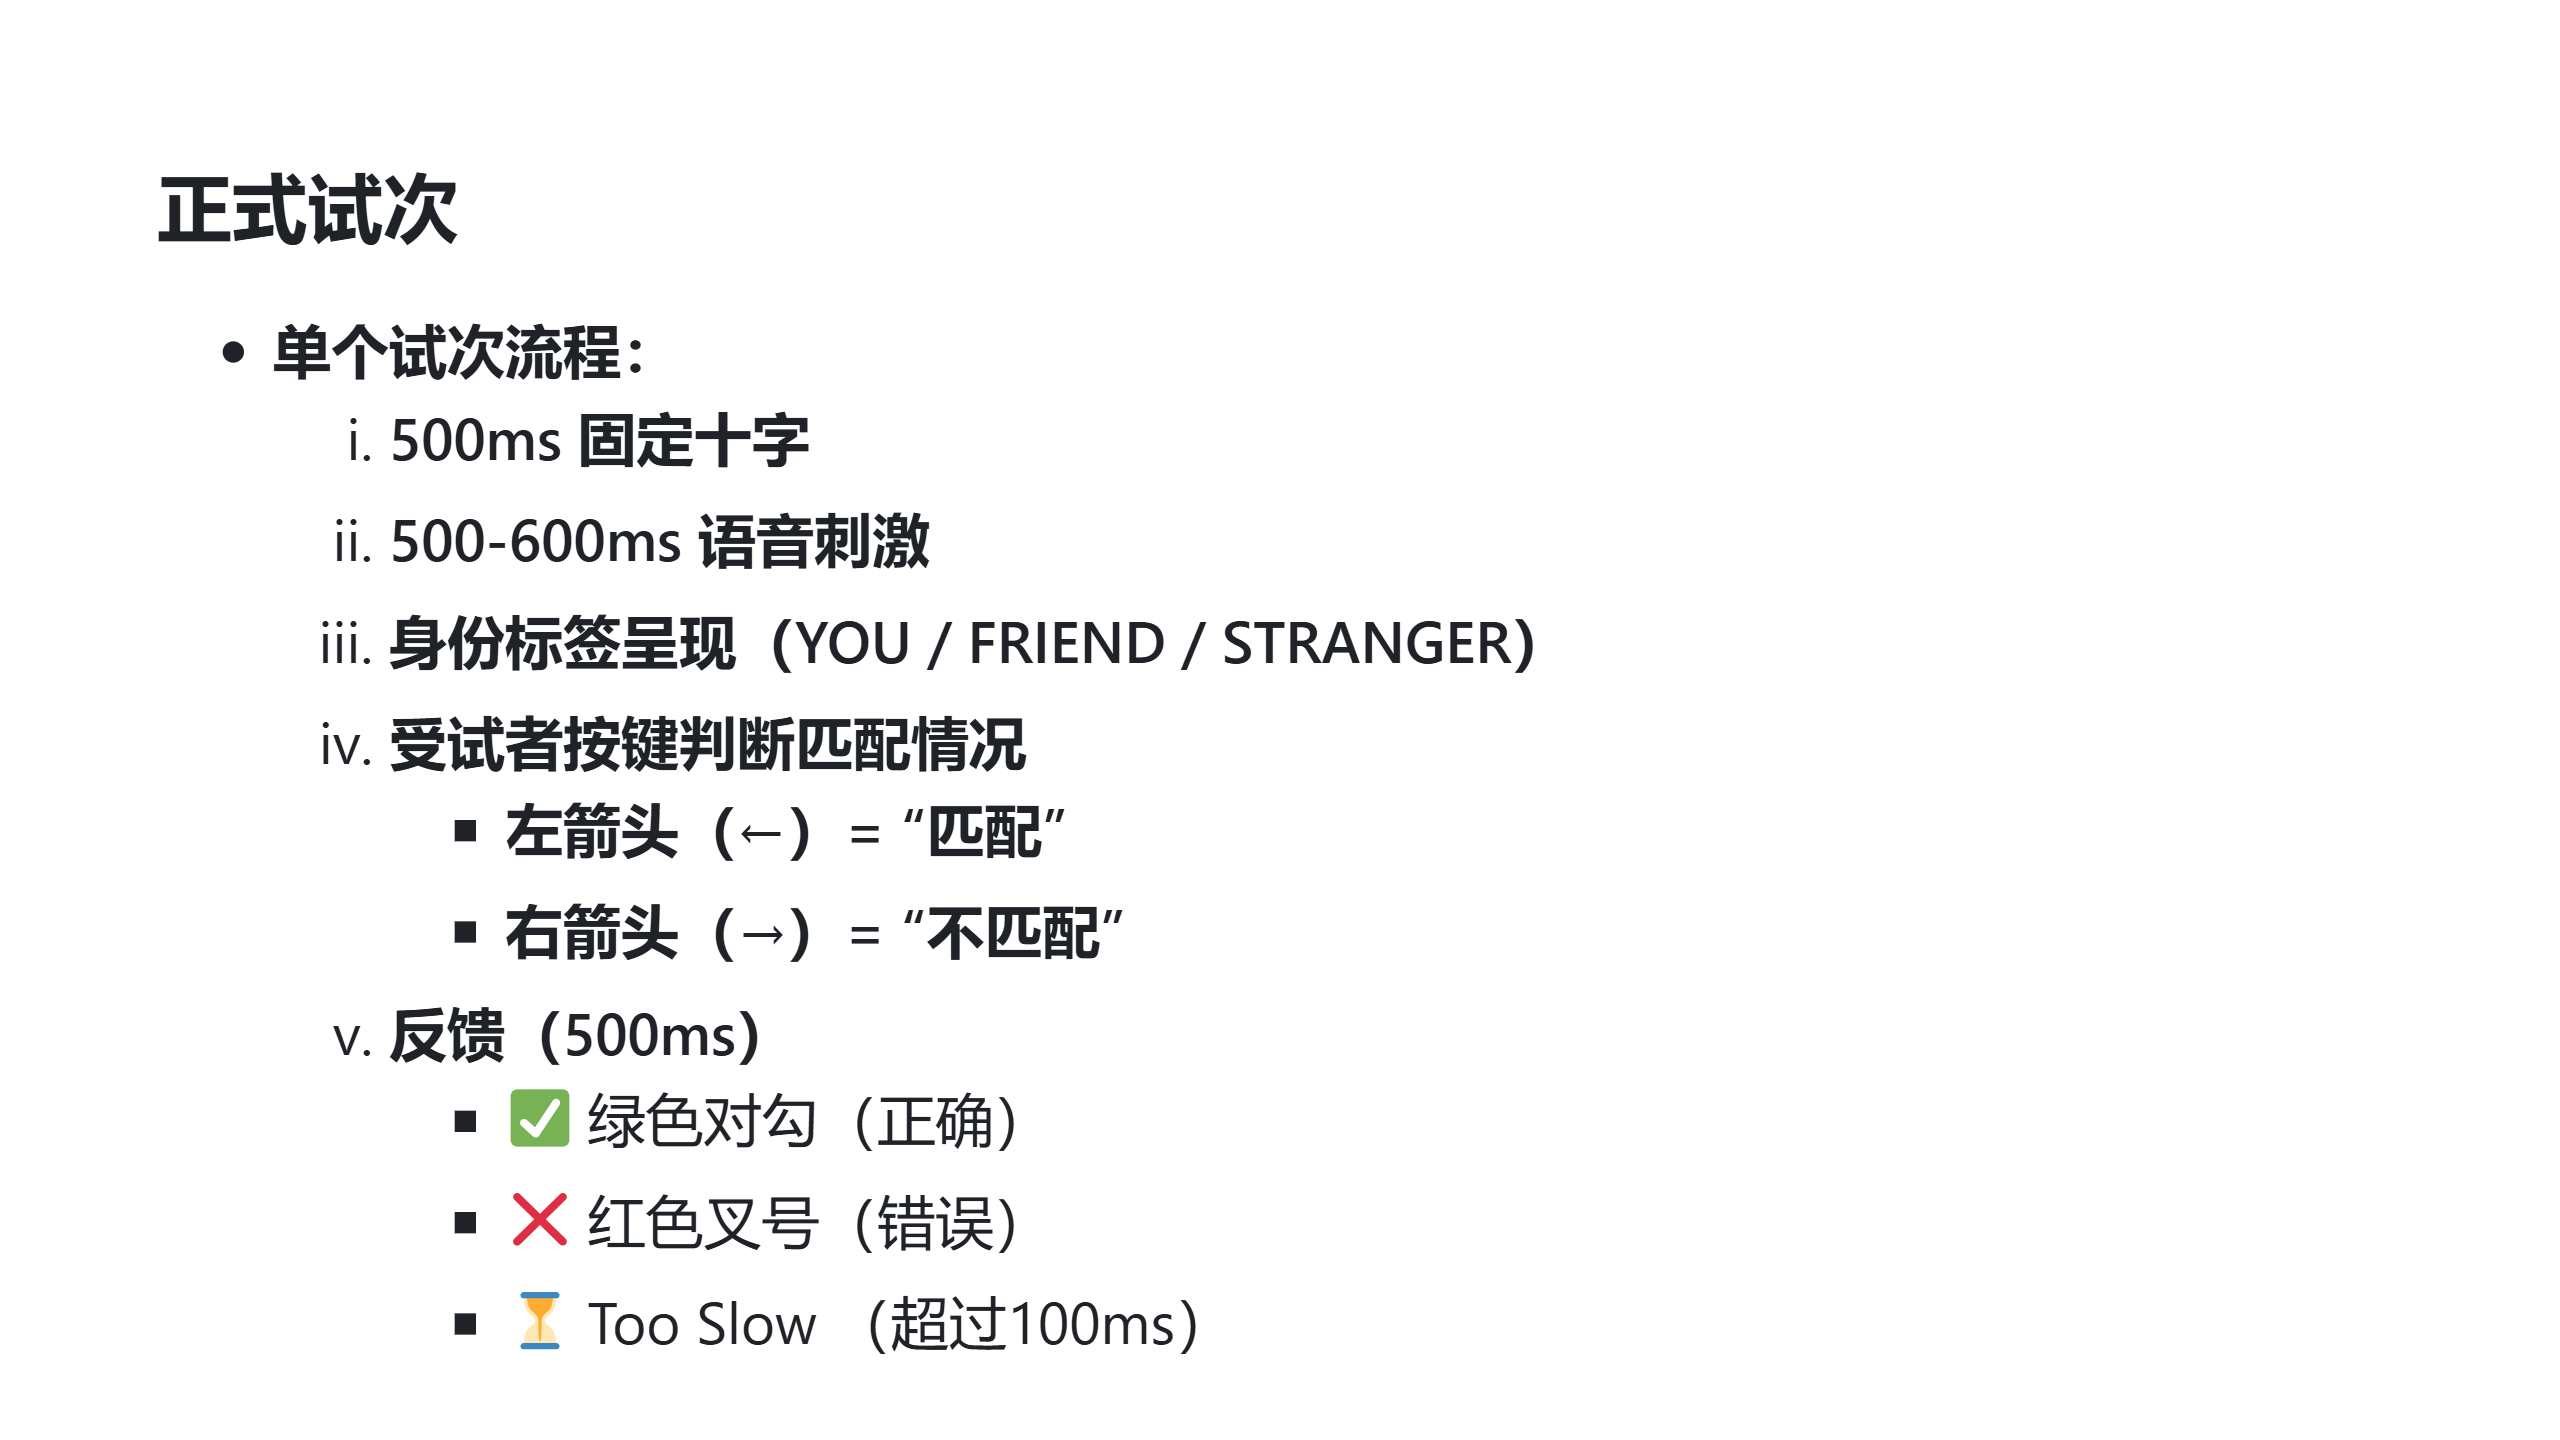 正式试次
• 单个试次流程：
i. 500ms 固定十字
ii. 500-600ms 语音刺激
iii. 身份标签呈现（YOU / FRIEND / STRANGER）
iv. 受试者按键判断匹配情况
▪ 左箭头（←）= “匹配”
▪ 右箭头（→）= “不匹配”
v. 反馈（500ms）
▪ ✅ 绿色对勾（正确）
▪ ❌ 红色叉号（错误）
▪ ⏳ Too Slow （超过100ms）